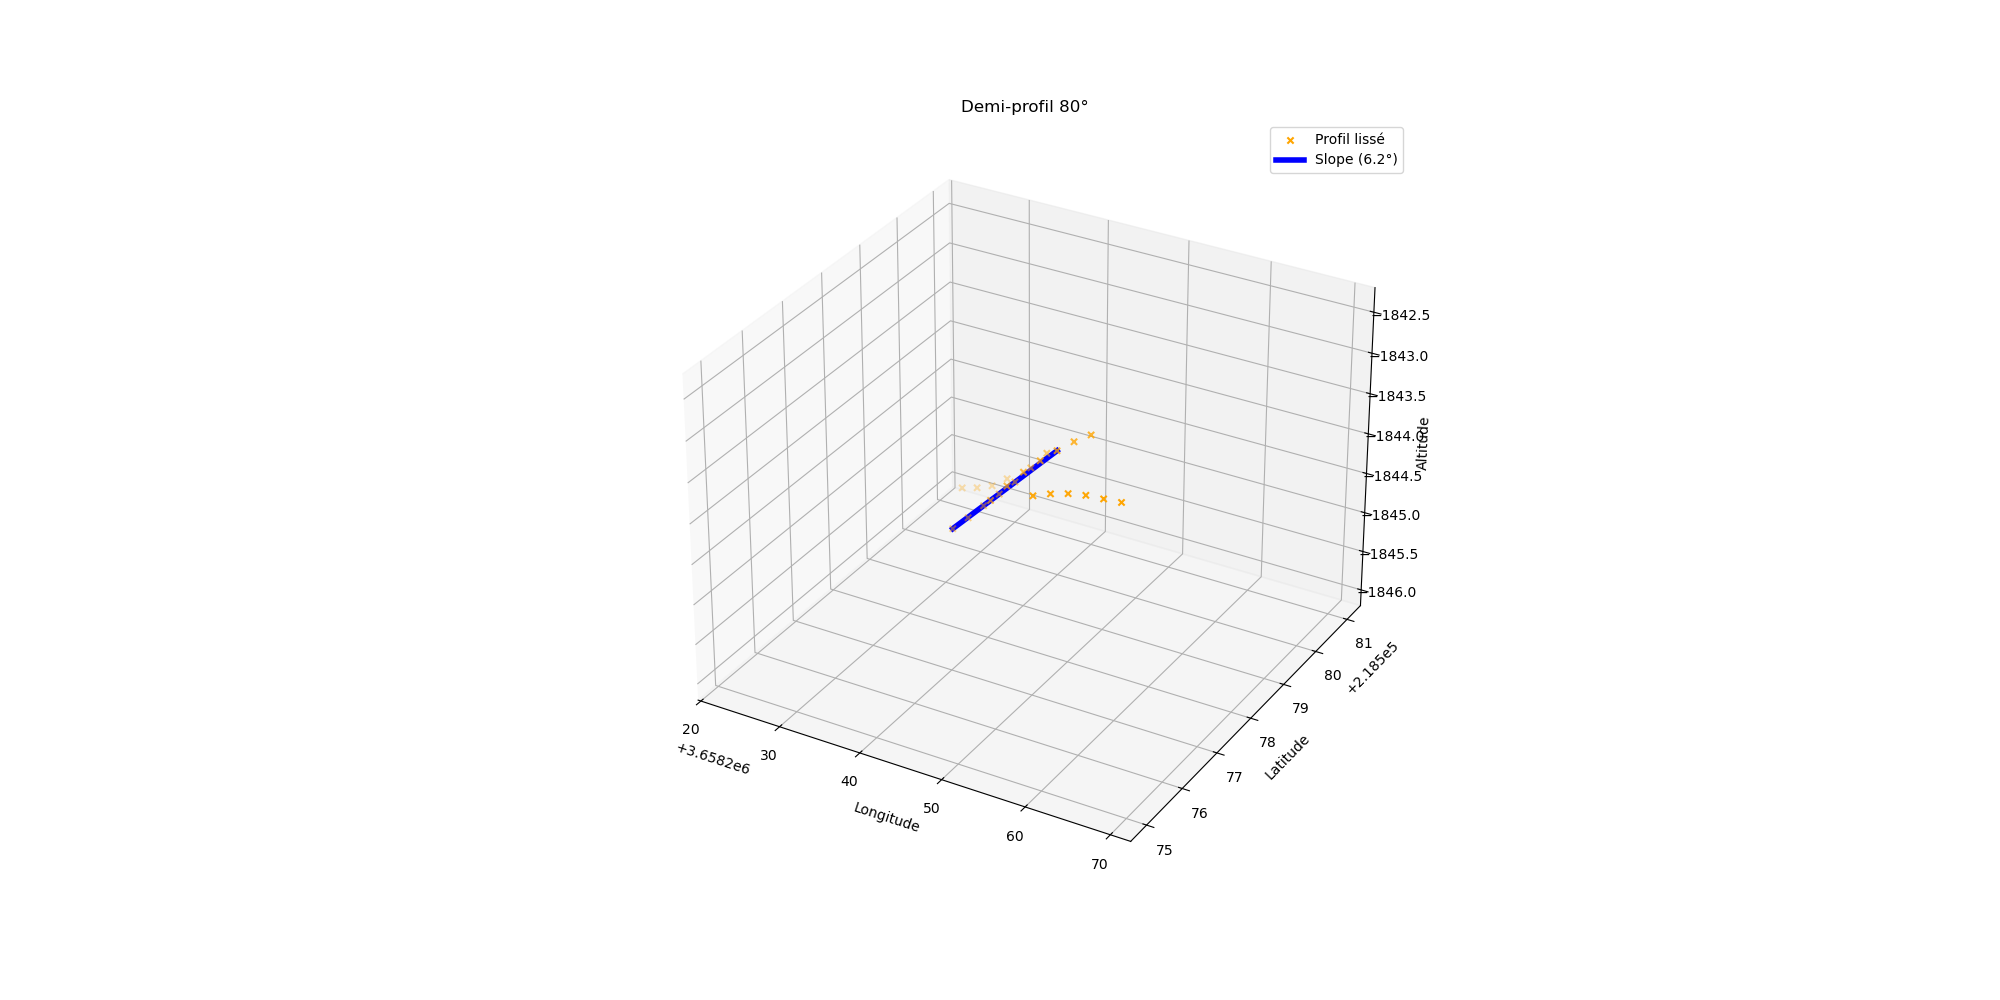 Demi-profil 80°
Profil lissé
Slope (6.2°)
−1842.5
−1843.0
−1843.5
−1844.0
Altitude
−1844.5
−1845.0
−1845.5
−1846.0
81
+2.185e5
80
79
78
Latitude
77
76
75
20
+3.6582e6
30
40
Longitude
50
60
70